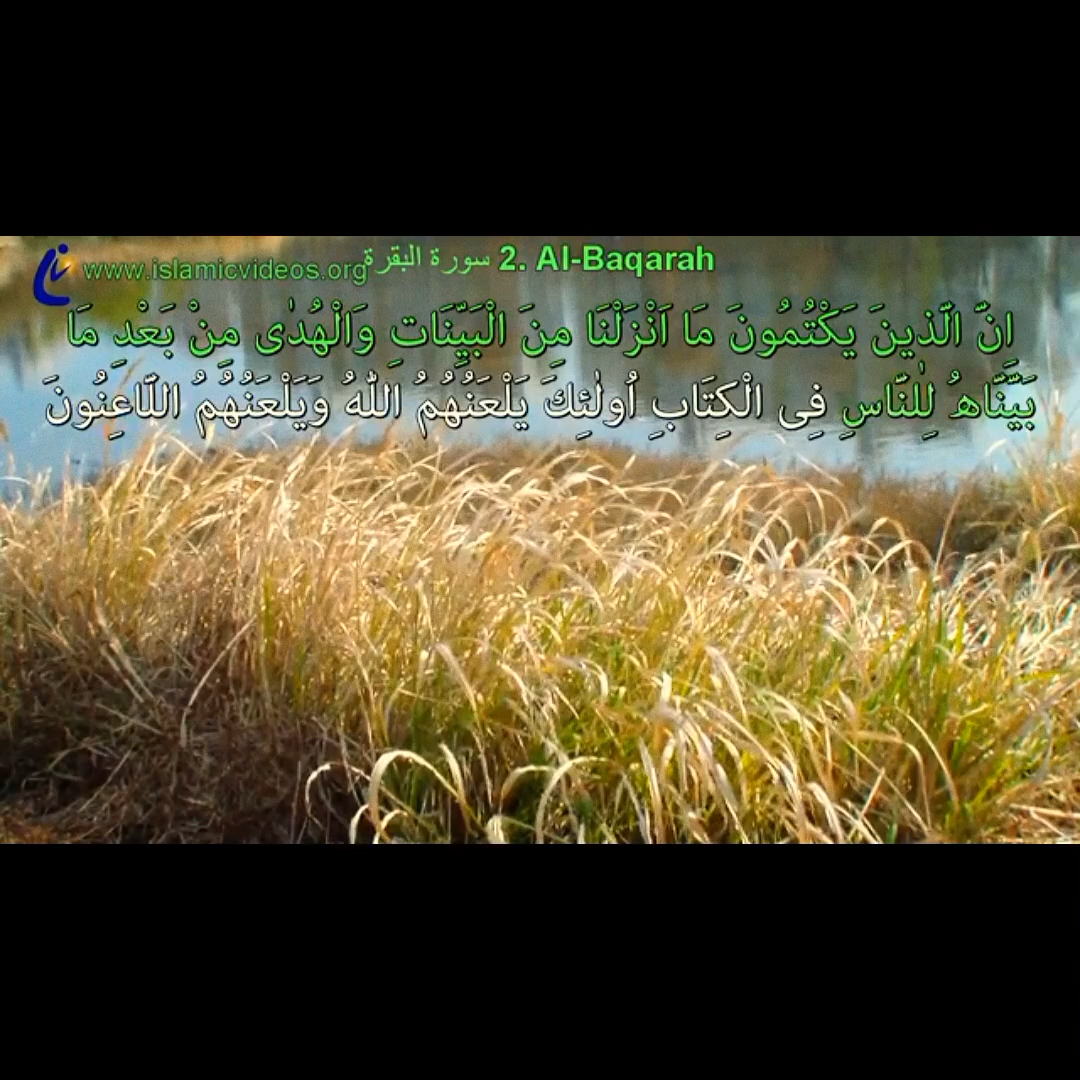 www.islamicvideos.org سورة البقرة 2. Al-Baqarah
اِنَّ الَّذينَ يَكْتُمُونَ مَا اَنْزَلْنَا مِنَ الْبَيِّنَاتِ وَالْهُدٰى مِنْ بَعْدِ مَا
بَيَّنَّاهُ لِلنَّاسِ فِى الْكِتَابِ اُولٰئِكَ يَلْعَنُهُمُ اللّٰهُ وَيَلْعَنُهُمُ اللَّاعِنُونَ